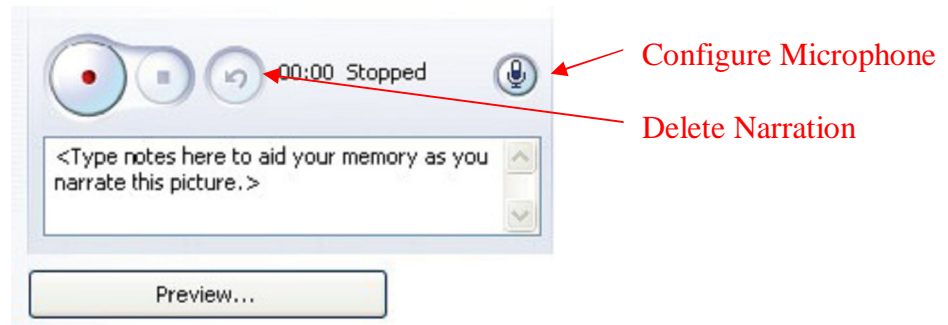 Configure Microphone
00:00 Stopped
Delete Narration
<Type notes here to aid your memory as you
narrate this picture.>
Preview...